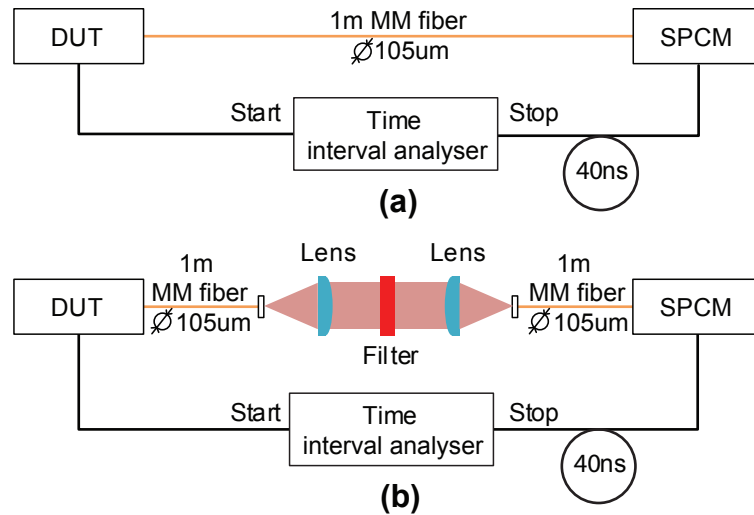 DUT
1m MM fiber
⌀105um
SPCM
Start
Time
interval analyser
Stop
40ns
(a)
Lens
Lens
1m
MM fiber
⌀105um
DUT
1m
MM fiber
⌀105um
SPCM
Filter
Start
Time
interval analyser
Stop
40ns
(b)